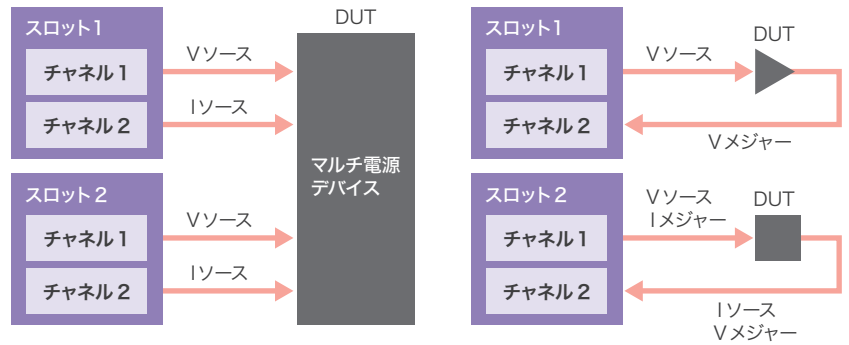 スロット1
チャネル1
チャネル2
Vソース
Iソース
DUT
マルチ電源
デバイス
スロット2
チャネル1
チャネル2
Vソース
Iソース
スロット1
チャネル1
チャネル2
Vソース
DUT
Vメジャー
スロット2
チャネル1
チャネル2
Vソース
Iメジャー
DUT
Iソース
Vメジャー